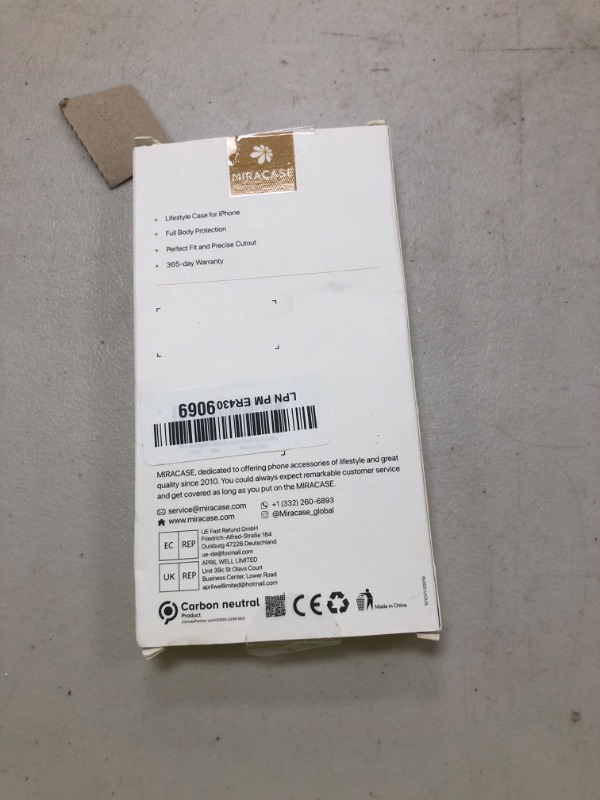 MIRACASE
Lifestyle Case for iPhone
Full Body Protection
Perfect Fit and Precise Cutout
365-day Warranty
LPN PM ER4309069
MIRACASE, dedicated to offering phone accessories of lifestyle and great
quality since 2010. You could always expect remarkable customer service
and get covered as long as you put on the MIRACASE.
service@miracase.com
+1 (332) 260-6893
www.miracase.com
@Miracase_global
EC REP
UE Fast Refund GmbH
Friedrich-Alfred-Straße 184
Duisburg 47226 Deutschland
ue-de@foxmail.com
UK REP
APRIL WELL LIMITED
Unit 39c St Olavs Court
Business Center, Lower Road
aprilwelllimited@hotmail.com
Carbon neutral
Product
CE
Made in China